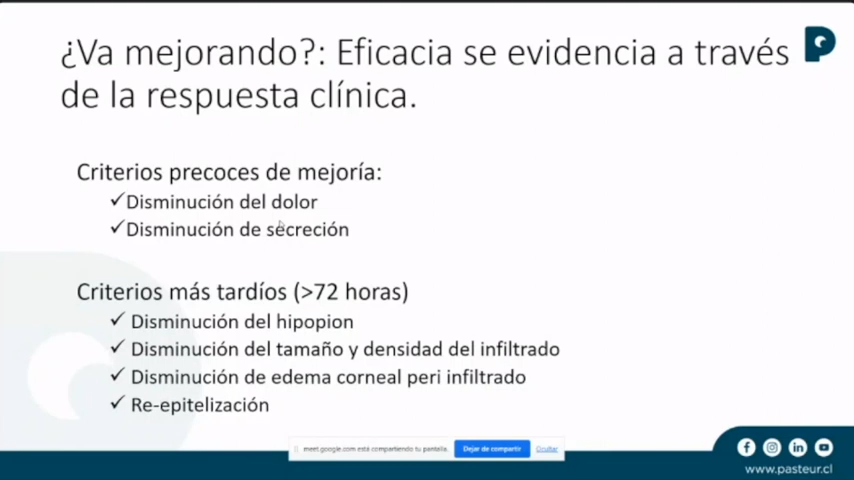 ¿Va mejorando?: Eficacia se evidencia a través
de la respuesta clínica.
Criterios precoces de mejoría:
✓Disminución del dolor
✓Disminución de secreción
Criterios más tardíos (>72 horas)
✓ Disminución del hipopion
✓ Disminución del tamaño y densidad del infiltrado
✓ Disminución de edema corneal peri infiltrado
✓ Re-epitelización
meet.google.com está compartiendo tu pantalla. Dejar de compartir Ocultar
www.pasteur.cl